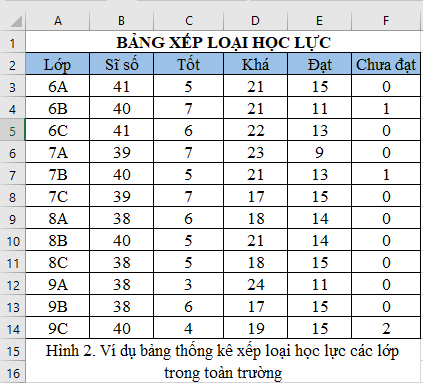 A B C D E F
1 BẢNG XẾP LOẠI HỌC LỰC
2 Lớp Sĩ số Tốt Khá Đạt Chưa đạt
3 6A 41 5 21 15 0
4 6B 40 7 21 11 1
5 6C 41 6 22 13 0
6 7A 39 7 23 9 0
7 7B 40 5 21 13 1
8 7C 39 7 17 15 0
9 8A 38 6 18 14 0
10 8B 40 5 21 14 0
11 8C 38 5 18 15 0
12 9A 38 3 24 11 0
13 9B 38 6 17 15 0
14 9C 40 4 19 15 2
15 Hình 2. Ví dụ bảng thống kê xếp loại học lực các lớp
16 trong toàn trường